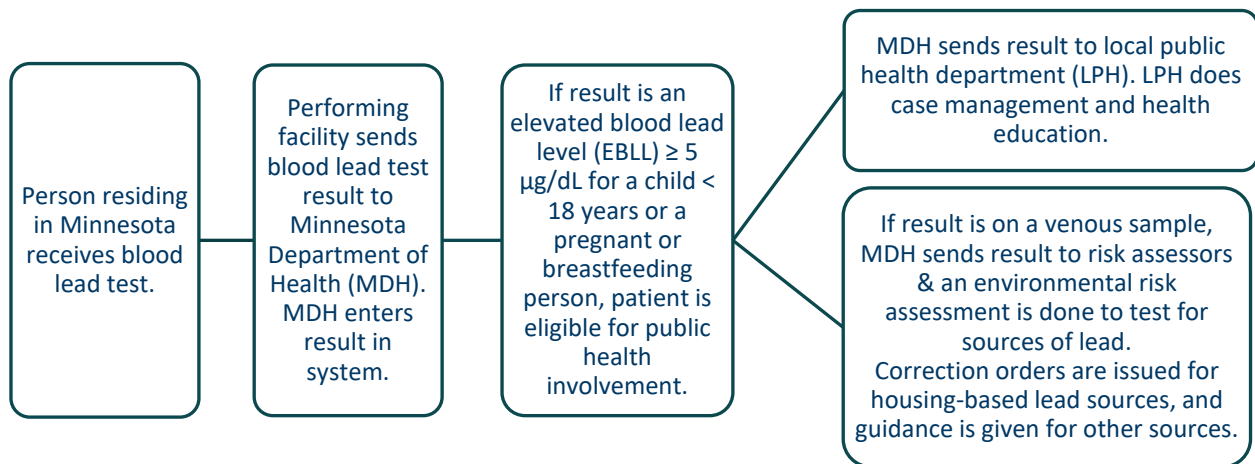 Person residing
in Minnesota
receives blood
lead test.
Performing
facility sends
blood lead test
result to
Minnesota
Department of
Health (MDH).
MDH enters
result in
system.
If result is an
elevated blood lead
level (EBLL) ≥ 5
µg/dL for a child <
18 years or a
pregnant or
breastfeeding
person, patient is
eligible for public
health
involvement.
MDH sends result to local public
health department (LPH). LPH does
case management and health
education.
If result is on a venous sample,
MDH sends result to risk assessors
& an environmental risk
assessment is done to test for
sources of lead.
Correction orders are issued for
housing-based lead sources, and
guidance is given for other sources.